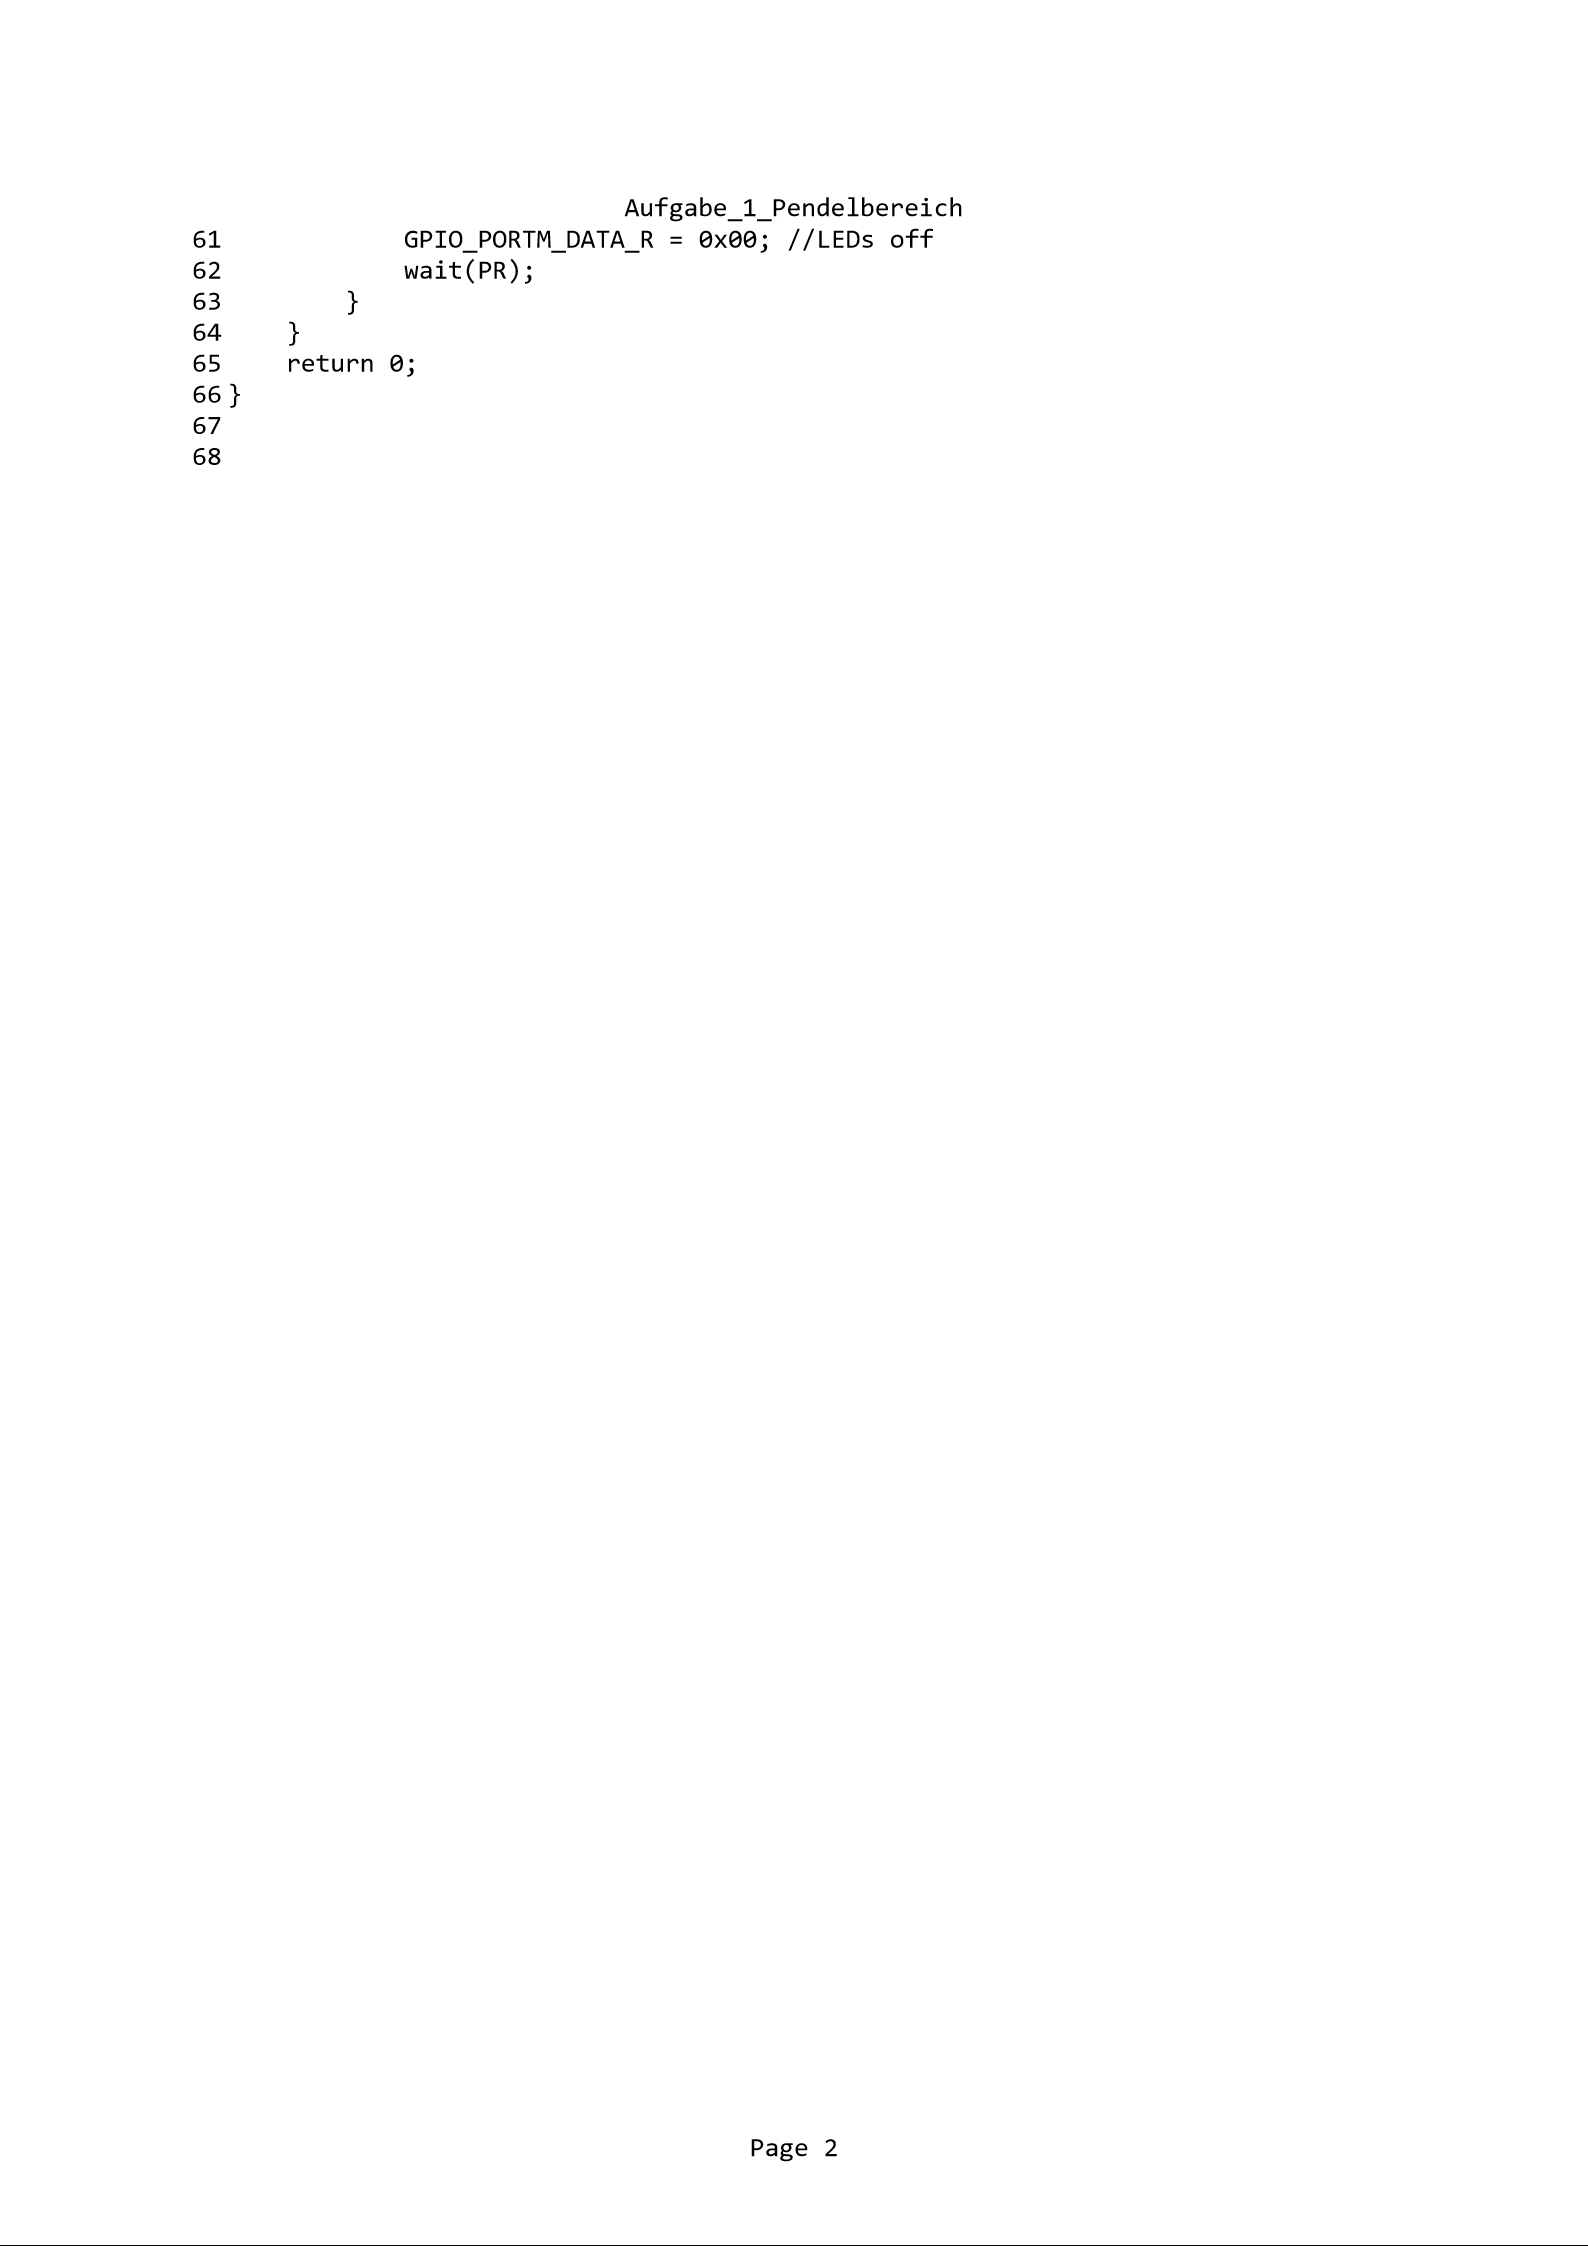 Aufgabe_1_Pendelbereich
61             GPIO_PORTM_DATA_R = 0x00; //LEDs off
62             wait(PR);
63         }
64     }
65     return 0;
66 }
67
68
Page 2